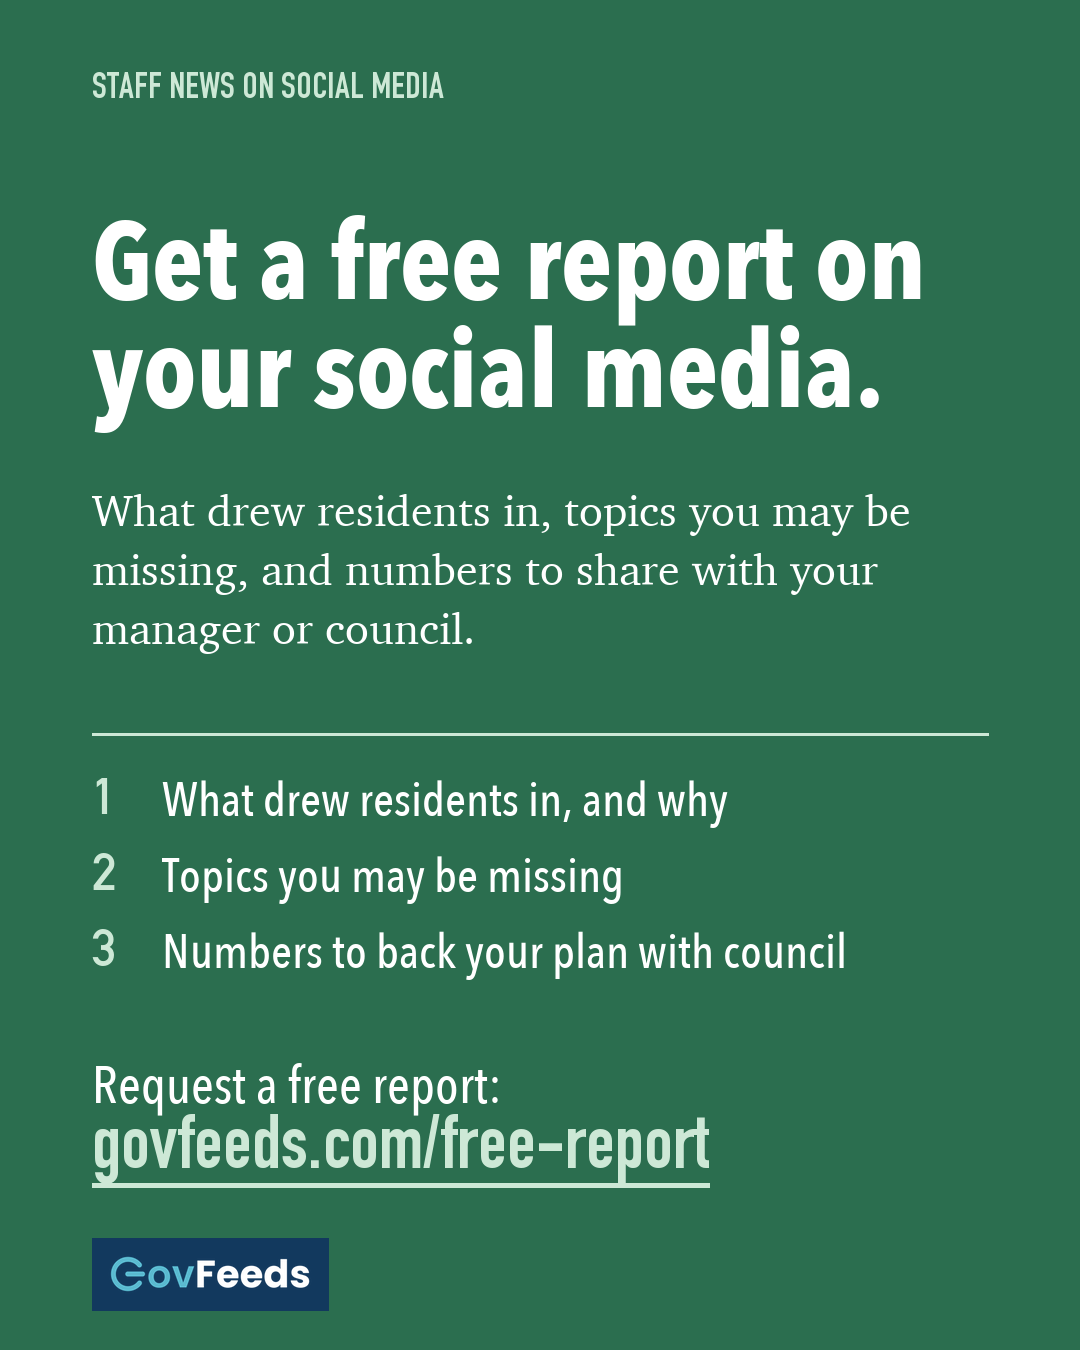 STAFF NEWS ON SOCIAL MEDIA
Get a free report on
your social media.
What drew residents in, topics you may be
missing, and numbers to share with your
manager or council.
1 What drew residents in, and why
2 Topics you may be missing
3 Numbers to back your plan with council
Request a free report:
govfeeds.com/free-report
GovFeeds